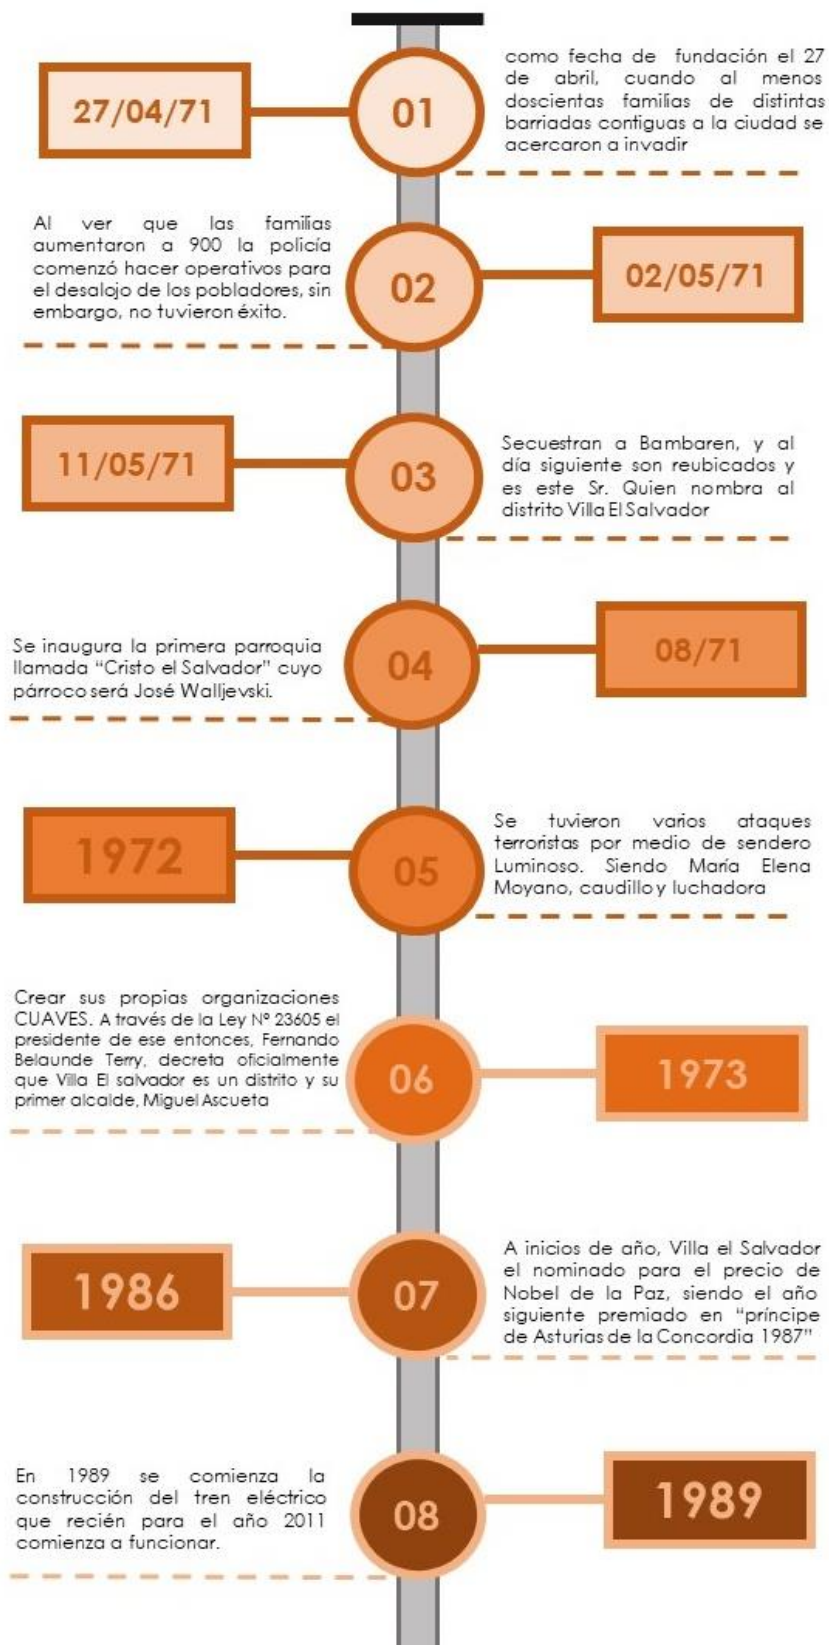 27/04/71
01
como fecha de fundación el 27
de abril, cuando al menos
doscientas familias de distintas
barriadas contiguas a la ciudad se
acercaron a invadir
Al ver que las familias
aumentaron a 900 la policía
comenzó hacer operativos para
el desalojo de los pobladores, sin
embargo, no tuvieron éxito.
02
02/05/71
11/05/71
03
Secuestran a Bambaren, y al
día siguiente son reubicados y
es este Sr. Quien nombra al
distrito Villa El Salvador
Se inaugura la primera parroquia
llamada “Cristo el Salvador” cuyo
párroco será José Walljevski.
04
08/71
1972
05
Se tuvieron varios ataques
terroristas por medio de sendero
Luminoso. Siendo María Elena
Moyano, caudillo y luchadora
Crear sus propias organizaciones
CUAVES. A través de la Ley Nº 23605 el
presidente de ese entonces, Fernando
Belaunde Terry, decreta oficialmente
que Villa El salvador es un distrito y su
primer alcalde, Miguel Ascueta
06
1973
1986
07
A inicios de año, Villa el Salvador
el nominado para el precio de
Nobel de la Paz, siendo el año
siguiente premiado en “príncipe
de Asturias de la Concordia 1987”
En 1989 se comienza la
construcción del tren eléctrico
que recién para el año 2011
comienza a funcionar.
08
1989